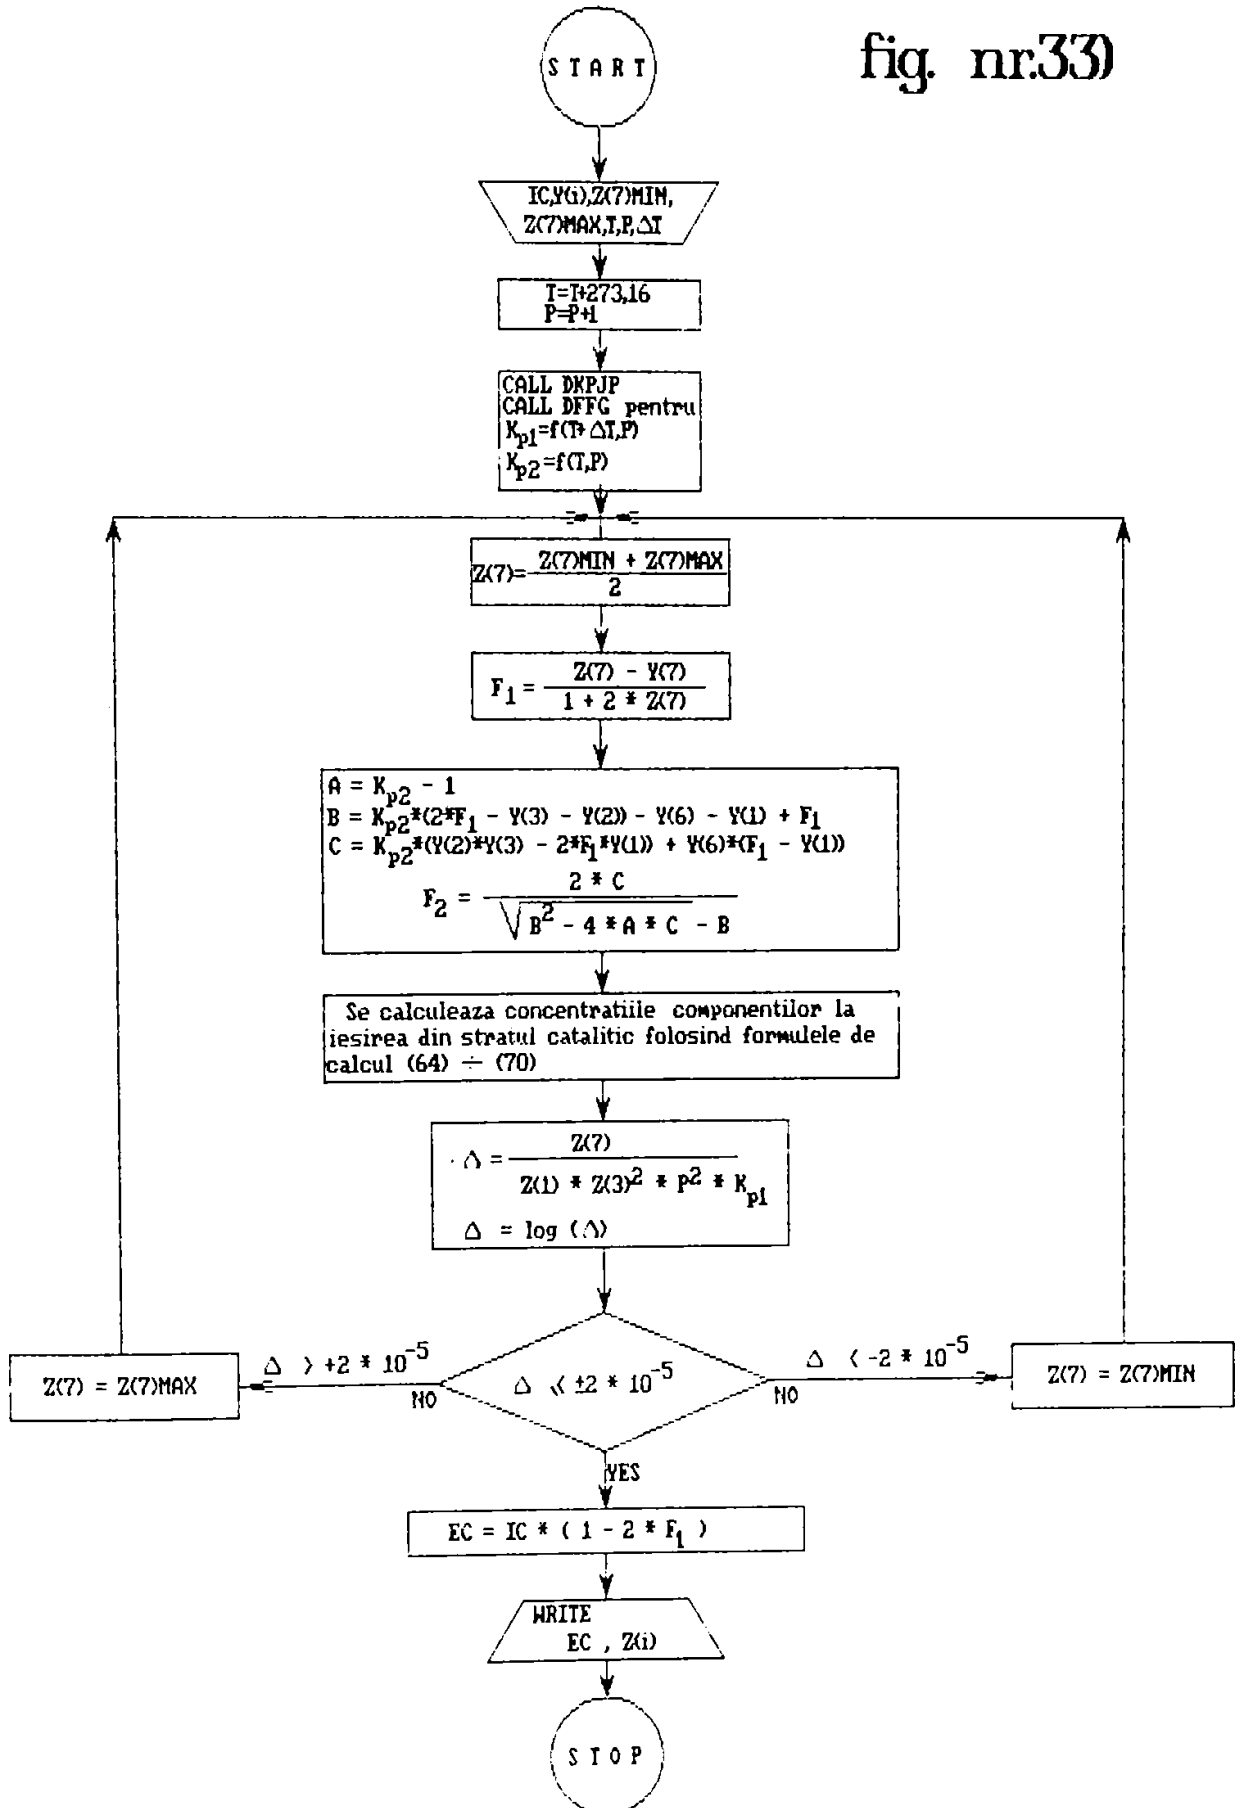 fig. nr.33)
START
IC,Y(i),Z(7)MIN,
Z(7)MAX,T,P,△T
T=T+273,16
P=P+1
CALL DKPJP
CALL DFFG pentru
Kp1=f(T+△T,P)
Kp2=f(T,P)
Z(7)= Z(7)MIN + Z(7)MAX
2
F1 = Z(7) - Y(7)
1 + 2 * Z(7)
A = Kp2 - 1
B = Kp2*(2*F1 - Y(3) - Y(2)) - Y(6) - Y(1) + F1
C = Kp2*(Y(2)*Y(3) - 2*F1*Y(1)) + Y(6)*(F1 - Y(1))
F2 = 2 * C
√ B² - 4 * A * C - B
Se calculeaza concentratiile componentilor la
iesirea din stratul catalitic folosind formulele de
calcul (64) ÷ (70)
△ = Z(7)
Z(1) * Z(3)² * P² * Kp1
△ = log (△)
△ > +2 * 10⁻⁵
NO
△ ≤ ±2 * 10⁻⁵
△ < -2 * 10⁻⁵
NO
Z(7) = Z(7)MAX
Z(7) = Z(7)MIN
YES
EC = IC * ( 1 - 2 * F1 )
WRITE
EC , Z(i)
STOP